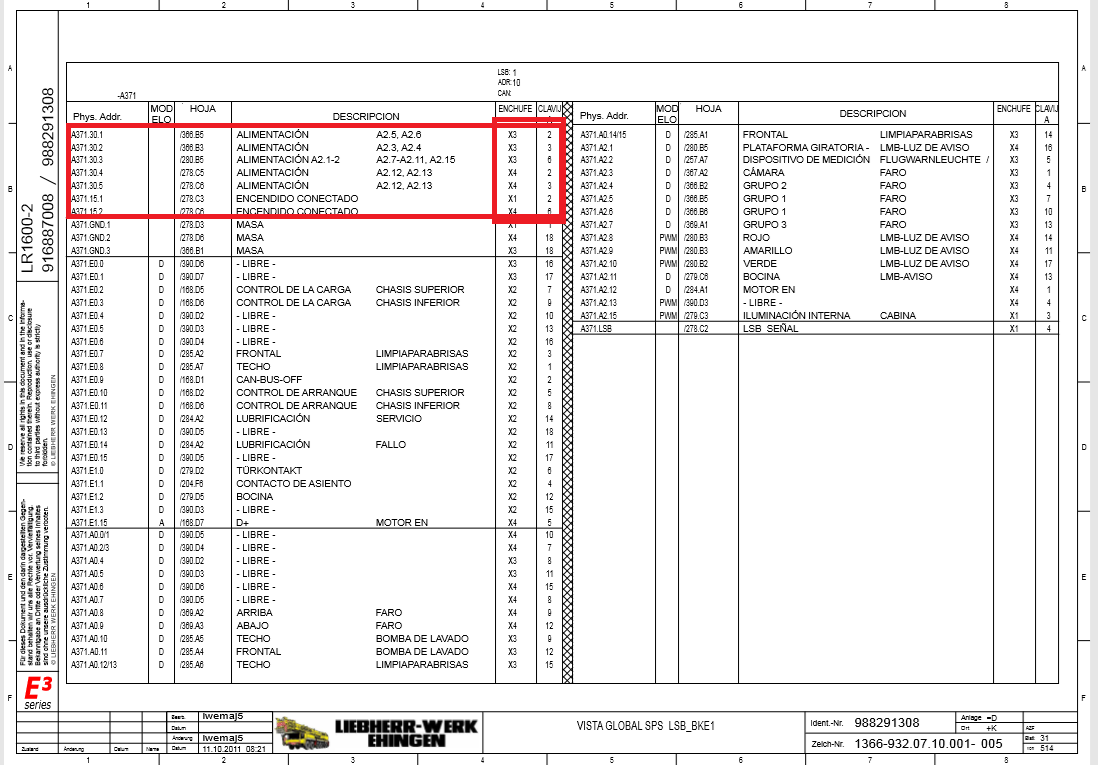 1 2 3 4 5 6 7 8
LSB: 1
ADR: 10
CAN:
-A371
Phys. Addr. MOD ELO HOJA DESCRIPCION ENCHUFE CLAVIJ A
A371.30.1 /366.B5 ALIMENTACIÓN A2.5, A2.6 X3 2
A371.30.2 /366.B3 ALIMENTACIÓN A2.3, A2.4 X3 3
A371.30.3 /280.B5 ALIMENTACIÓN A2.1-2 A2.7-A2.11, A2.15 X3 6
A371.30.4 /278.C5 ALIMENTACIÓN A2.12, A2.13 X4 2
A371.30.5 /278.C6 ALIMENTACIÓN A2.12, A2.13 X4 3
A371.15.1 /278.C3 ENCENDIDO CONECTADO X1 2
A371.15.2 /278.C6 ENCENDIDO CONECTADO X4 6
A371.GND.1 /278.D3 MASA X1 1
A371.GND.2 /278.D6 MASA X4 18
A371.GND.3 /366.B1 MASA X3 18
A371.E0.0 D /390.D6 - LIBRE - X3 16
A371.E0.1 D /390.D7 - LIBRE - X3 17
A371.E0.2 D /168.D5 CONTROL DE LA CARGA CHASIS SUPERIOR X2 7
A371.E0.3 D /168.D6 CONTROL DE LA CARGA CHASIS INFERIOR X2 9
A371.E0.4 D /390.D2 - LIBRE - X2 10
A371.E0.5 D /390.D3 - LIBRE - X2 13
A371.E0.6 D /390.D4 - LIBRE - X2 16
A371.E0.7 D /285.A2 FRONTAL LIMPIAPARABRISAS X2 3
A371.E0.8 D /285.A7 TECHO LIMPIAPARABRISAS X2 1
A371.E0.9 D /168.D1 CAN-BUS-OFF X2 2
A371.E0.10 D /168.D2 CONTROL DE ARRANQUE CHASIS SUPERIOR X2 5
A371.E0.11 D /168.D6 CONTROL DE ARRANQUE CHASIS INFERIOR X2 8
A371.E0.12 D /284.A2 LUBRIFICACIÓN SERVICIO X2 14
A371.E0.13 D /390.D5 - LIBRE - X2 18
A371.E0.14 D /284.A2 LUBRIFICACIÓN FALLO X2 11
A371.E0.15 D /390.D5 - LIBRE - X2 17
A371.E1.0 D /279.D2 TÜRKONTAKT X2 6
A371.E1.1 D /204.F6 CONTACTO DE ASIENTO X2 4
A371.E1.2 D /279.D5 BOCINA X2 12
A371.E1.3 D /390.D3 - LIBRE - X2 15
A371.E1.15 A /168.D7 D+ MOTOR EN X4 5
A371.A0.0/1 D /390.D5 - LIBRE - X4 10
A371.A0.2/3 D /390.D4 - LIBRE - X4 7
A371.A0.4 D /390.D2 - LIBRE - X3 8
A371.A0.5 D /390.D3 - LIBRE - X3 11
A371.A0.6 D /390.D6 - LIBRE - X4 15
A371.A0.7 D /390.D5 - LIBRE - X4 8
A371.A0.8 D /369.A2 ARRIBA FARO X4 9
A371.A0.9 D /369.A3 ABAJO FARO X4 12
A371.A0.10 D /285.A5 TECHO BOMBA DE LAVADO X3 9
A371.A0.11 D /285.A4 FRONTAL BOMBA DE LAVADO X3 12
A371.A0.12/13 D /285.A6 TECHO LIMPIAPARABRISAS X3 15
Phys. Addr. MOD ELO HOJA DESCRIPCION ENCHUFE CLAVIJ A
A371.A0.14/15 D /285.A1 FRONTAL LIMPIAPARABRISAS X3 14
A371.A2.1 D /280.B5 PLATAFORMA GIRATORIA - LMB-LUZ DE AVISO X4 16
A371.A2.2 D /257.A7 DISPOSITIVO DE MEDICIÓN FLUGWARNLEUCHTE / X3 5
A371.A2.3 D /367.A2 CÁMARA FARO X3 1
A371.A2.4 D /366.B2 GRUPO 2 FARO X3 4
A371.A2.5 D /366.B5 GRUPO 1 FARO X3 7
A371.A2.6 D /366.B6 GRUPO 1 FARO X3 10
A371.A2.7 D /369.A1 GRUPO 3 FARO X3 13
A371.A2.8 PWM /280.B3 ROJO LMB-LUZ DE AVISO X4 14
A371.A2.9 PWM /280.B3 AMARILLO LMB-LUZ DE AVISO X4 11
A371.A2.10 PWM /280.B2 VERDE LMB-LUZ DE AVISO X4 17
A371.A2.11 D /279.C6 BOCINA LMB-AVISO X4 13
A371.A2.12 D /284.A1 MOTOR EN X4 1
A371.A2.13 PWM /390.D3 - LIBRE - X4 4
A371.A2.15 PWM /279.C3 ILUMINACIÓN INTERNA CABINA X1 3
A371.LSB /278.C2 LSB SEÑAL X1 4
A B C D E F
A B C D E F
LR1600-2
916887008 / 988291308
We reserve all rights in this document and in the informa-
tion contained therein. Reproduction, use or disclosure
to third parties without express authority is strictly
forbidden.
© LIEBHERR WERK EHINGEN
Für dieses Dokument und den darin dargestellten Gegen-
stand behalten wir uns alle Rechte vor. Vervielfältigung,
Bekanntgabe an Dritte oder Verwertung seines Inhaltes
sind ohne unsere ausdrückliche Zustimmung verboten.
© LIEBHERR WERK EHINGEN
E3
series
Zustand Änderung Datum Name
Bearb. lwemaj5
Datum
Änderung lwemaj5
Datum 11.10.2011 08:21
LIEBHERR-WERK
EHINGEN
VISTA GLOBAL SPS LSB_BKE1
Ident.-Nr. 988291308
Zeich-Nr. 1366-932.07.10.001- 005
Anlage =D
Ort +K
Blatt 31
von 514
1 2 3 4 5 6 7 8